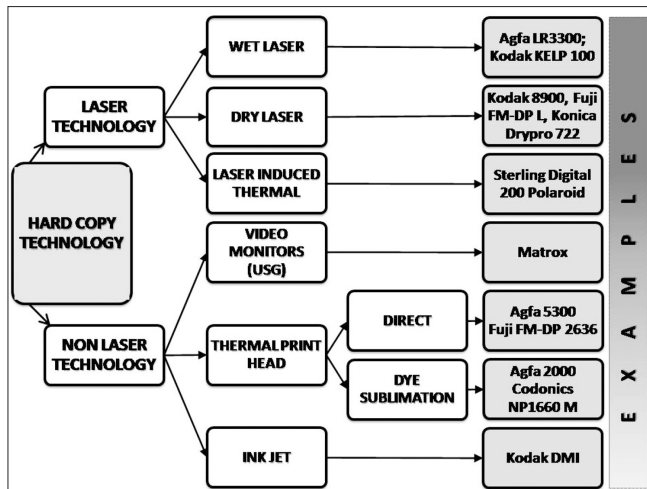 HARD COPY
TECHNOLOGY
LASER
TECHNOLOGY
WET LASER
Agfa LR3300;
Kodak KELP 100
DRY LASER
Kodak 8900, Fuji
FM-DP L, Konica
Drypro 722
LASER INDUCED
THERMAL
Sterling Digital
200 Polaroid
NON LASER
TECHNOLOGY
VIDEO
MONITORS
(USG)
Matrox
THERMAL PRINT
HEAD
DIRECT
Agfa 5300
Fuji FM-DP 2636
DYE
SUBLIMATION
Agfa 2000
Codonics
NP1660 M
INK JET
Kodak DMI
EXAMPLES